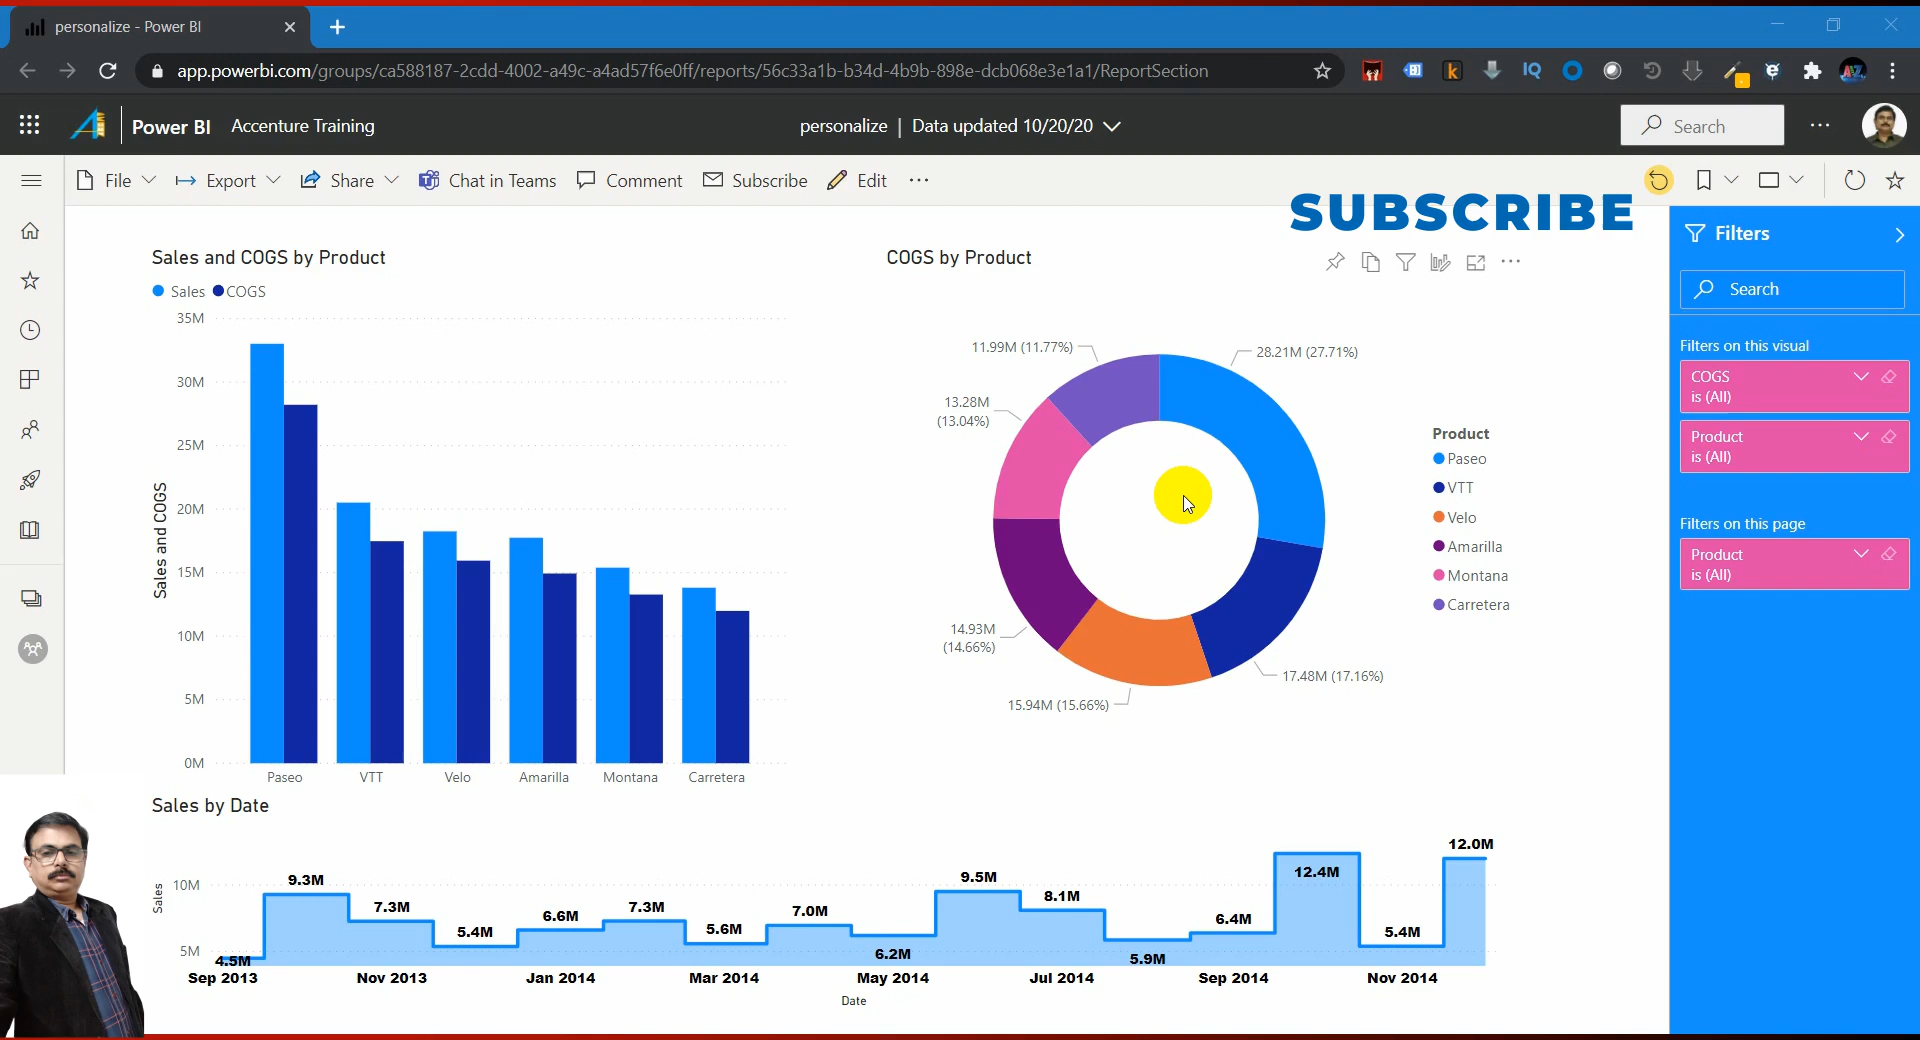 personalize - Power BI
app.powerbi.com/groups/ca588187-2cdd-4002-a49c-a4ad57f6e0ff/reports/56c33a1b-b34d-4b9b-898e-dcb068e3e1a1/ReportSection
Power BI Accenture Training
personalize | Data updated 10/20/20
Search
File Export Share Chat in Teams Comment Subscribe Edit
SUBSCRIBE
Sales and COGS by Product
Sales COGS
35M
30M
25M
20M
15M
10M
5M
0M
Sales and COGS
Paseo VTT Velo Amarilla Montana Carretera
COGS by Product
11.99M (11.77%)
28.21M (27.71%)
13.28M
(13.04%)
14.93M
(14.66%)
15.94M (15.66%)
17.48M (17.16%)
Product
Paseo
VTT
Velo
Amarilla
Montana
Carretera
Filters
Search
Filters on this visual
COGS
is (All)
Product
is (All)
Filters on this page
Product
is (All)
Sales by Date
Sales
10M
5M
4.5M
9.3M
7.3M
5.4M
6.6M
7.3M
5.6M
7.0M
6.2M
9.5M
8.1M
5.9M
6.4M
12.4M
5.4M
12.0M
Sep 2013 Nov 2013 Jan 2014 Mar 2014 May 2014 Jul 2014 Sep 2014 Nov 2014
Date